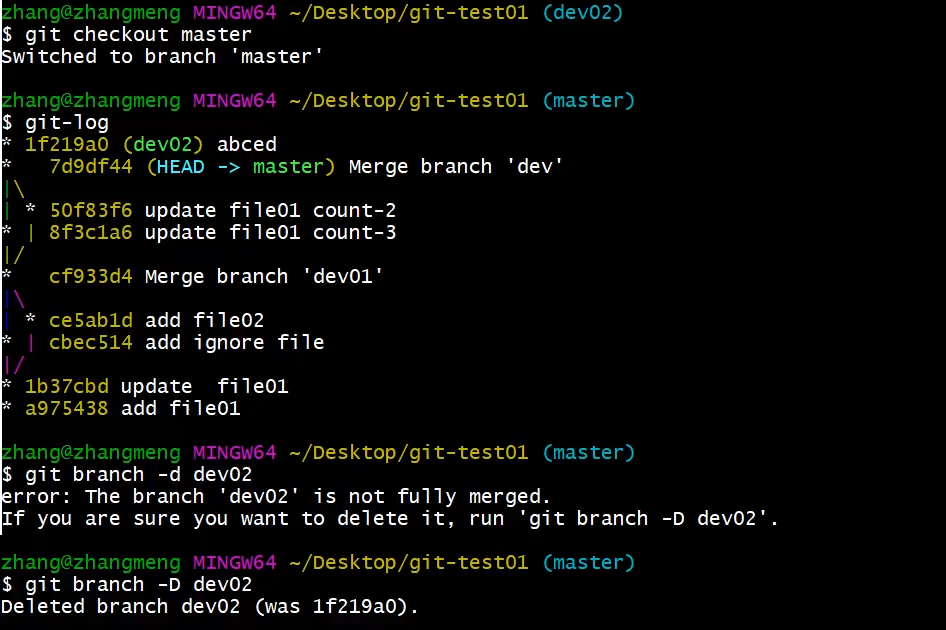 zhang@zhangmeng MINGW64 ~/Desktop/git-test01 (dev02)
$ git checkout master
Switched to branch 'master'

zhang@zhangmeng MINGW64 ~/Desktop/git-test01 (master)
$ git-log
* 1f219a0 (dev02) abced
*   7d9df44 (HEAD -> master) Merge branch 'dev'
|\
| * 50f83f6 update file01 count-2
* | 8f3c1a6 update file01 count-3
|/
*   cf933d4 Merge branch 'dev01'
|\
| * ce5ab1d add file02
* | cbec514 add ignore file
|/
* 1b37cbd update  file01
* a975438 add file01

zhang@zhangmeng MINGW64 ~/Desktop/git-test01 (master)
$ git branch -d dev02
error: The branch 'dev02' is not fully merged.
If you are sure you want to delete it, run 'git branch -D dev02'.

zhang@zhangmeng MINGW64 ~/Desktop/git-test01 (master)
$ git branch -D dev02
Deleted branch dev02 (was 1f219a0).